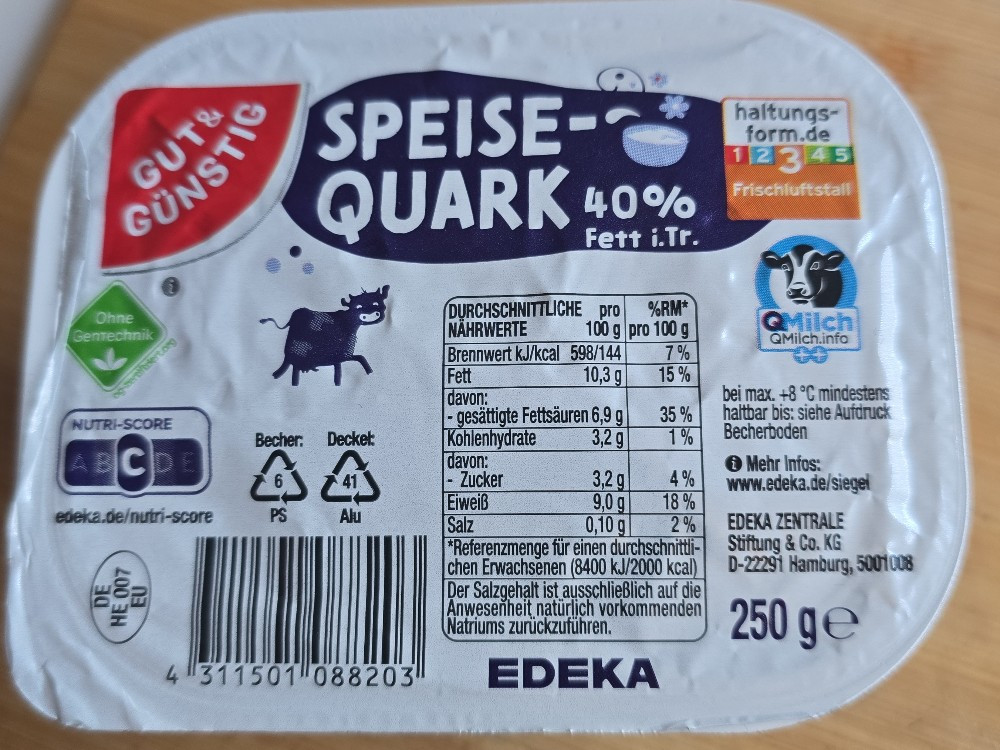 GUT&
GÜNSTIG
SPEISE-
QUARK
40%
Fett i.Tr.
haltungs-
form.de
1 2 3 4 5
Frischluftstall
Ohne
Gentechnik
QMilch
QMilch.info
NUTRI-SCORE
A B C D E
edeka.de/nutri-score
Becher: Deckel:
6 41
PS Alu
DURCHSCHNITTLICHE pro %RM*
NÄHRWERTE 100 g pro 100 g
Brennwert kJ/kcal 598/144 7 %
Fett 10,3 g 15 %
davon:
- gesättigte Fettsäuren 6,9 g 35 %
Kohlenhydrate 3,2 g 1 %
davon:
- Zucker 3,2 g 4 %
Eiweiß 9,0 g 18 %
Salz 0,10 g 2 %
*Referenzmenge für einen durchschnittli-
chen Erwachsenen (8400 kJ/2000 kcal)
Der Salzgehalt ist ausschließlich auf die
Anwesenheit natürlich vorkommenden
Natriums zurückzuführen.
bei max. +8 °C mindestens
haltbar bis: siehe Aufdruck
Becherboden
i Mehr Infos:
www.edeka.de/siegel
EDEKA ZENTRALE
Stiftung & Co. KG
D-22291 Hamburg, 5001008
250 g e
DE
HE 007
EU
4 311501 088203
EDEKA